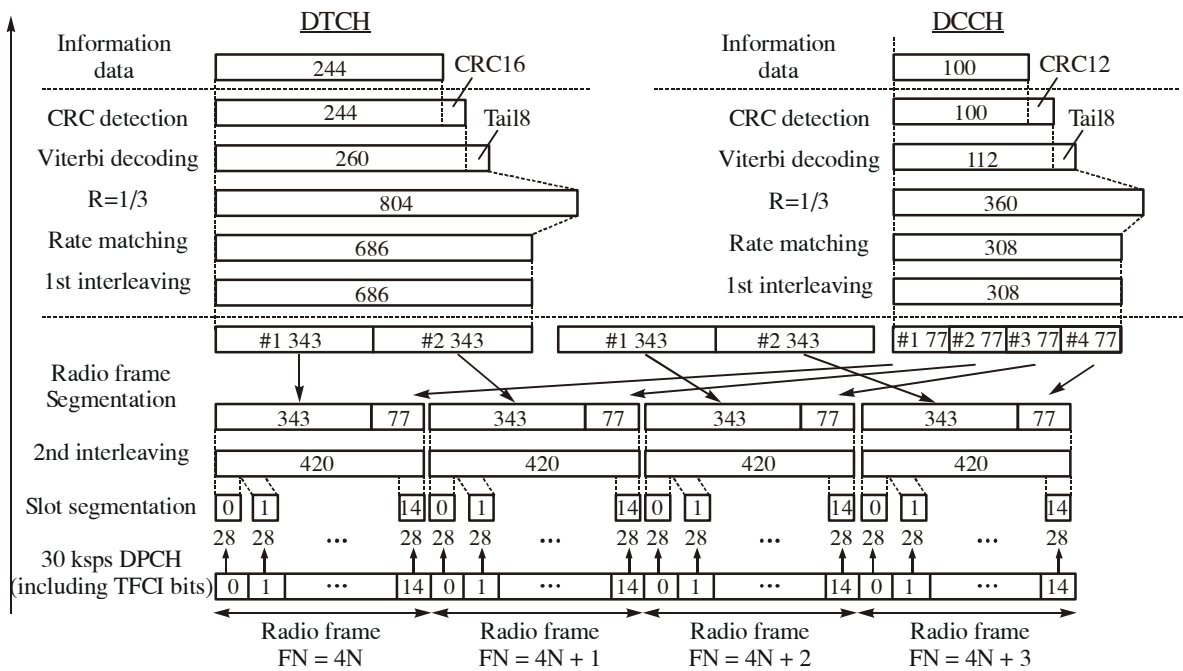 DTCH DCCH
Information data 244 CRC16 Information data 100 CRC12
CRC detection 244 Tail8 CRC detection 100 Tail8
Viterbi decoding 260 Viterbi decoding 112
R=1/3 804 R=1/3 360
Rate matching 686 Rate matching 308
1st interleaving 686 1st interleaving 308
#1 343 #2 343 #1 343 #2 343 #1 77 #2 77 #3 77 #4 77
Radio frame
Segmentation 343 77 343 77 343 77 343 77
2nd interleaving 420 420 420 420
Slot segmentation 0 1 14 0 1 14 0 1 14 0 1 14
28 28 ... 28 28 28 ... 28 28 28 ... 28 28 28 ... 28
30 ksps DPCH
(including TFCI bits) 0 1 ... 14 0 1 ... 14 0 1 ... 14 0 1 ... 14
Radio frame Radio frame Radio frame Radio frame
FN = 4N FN = 4N + 1 FN = 4N + 2 FN = 4N + 3